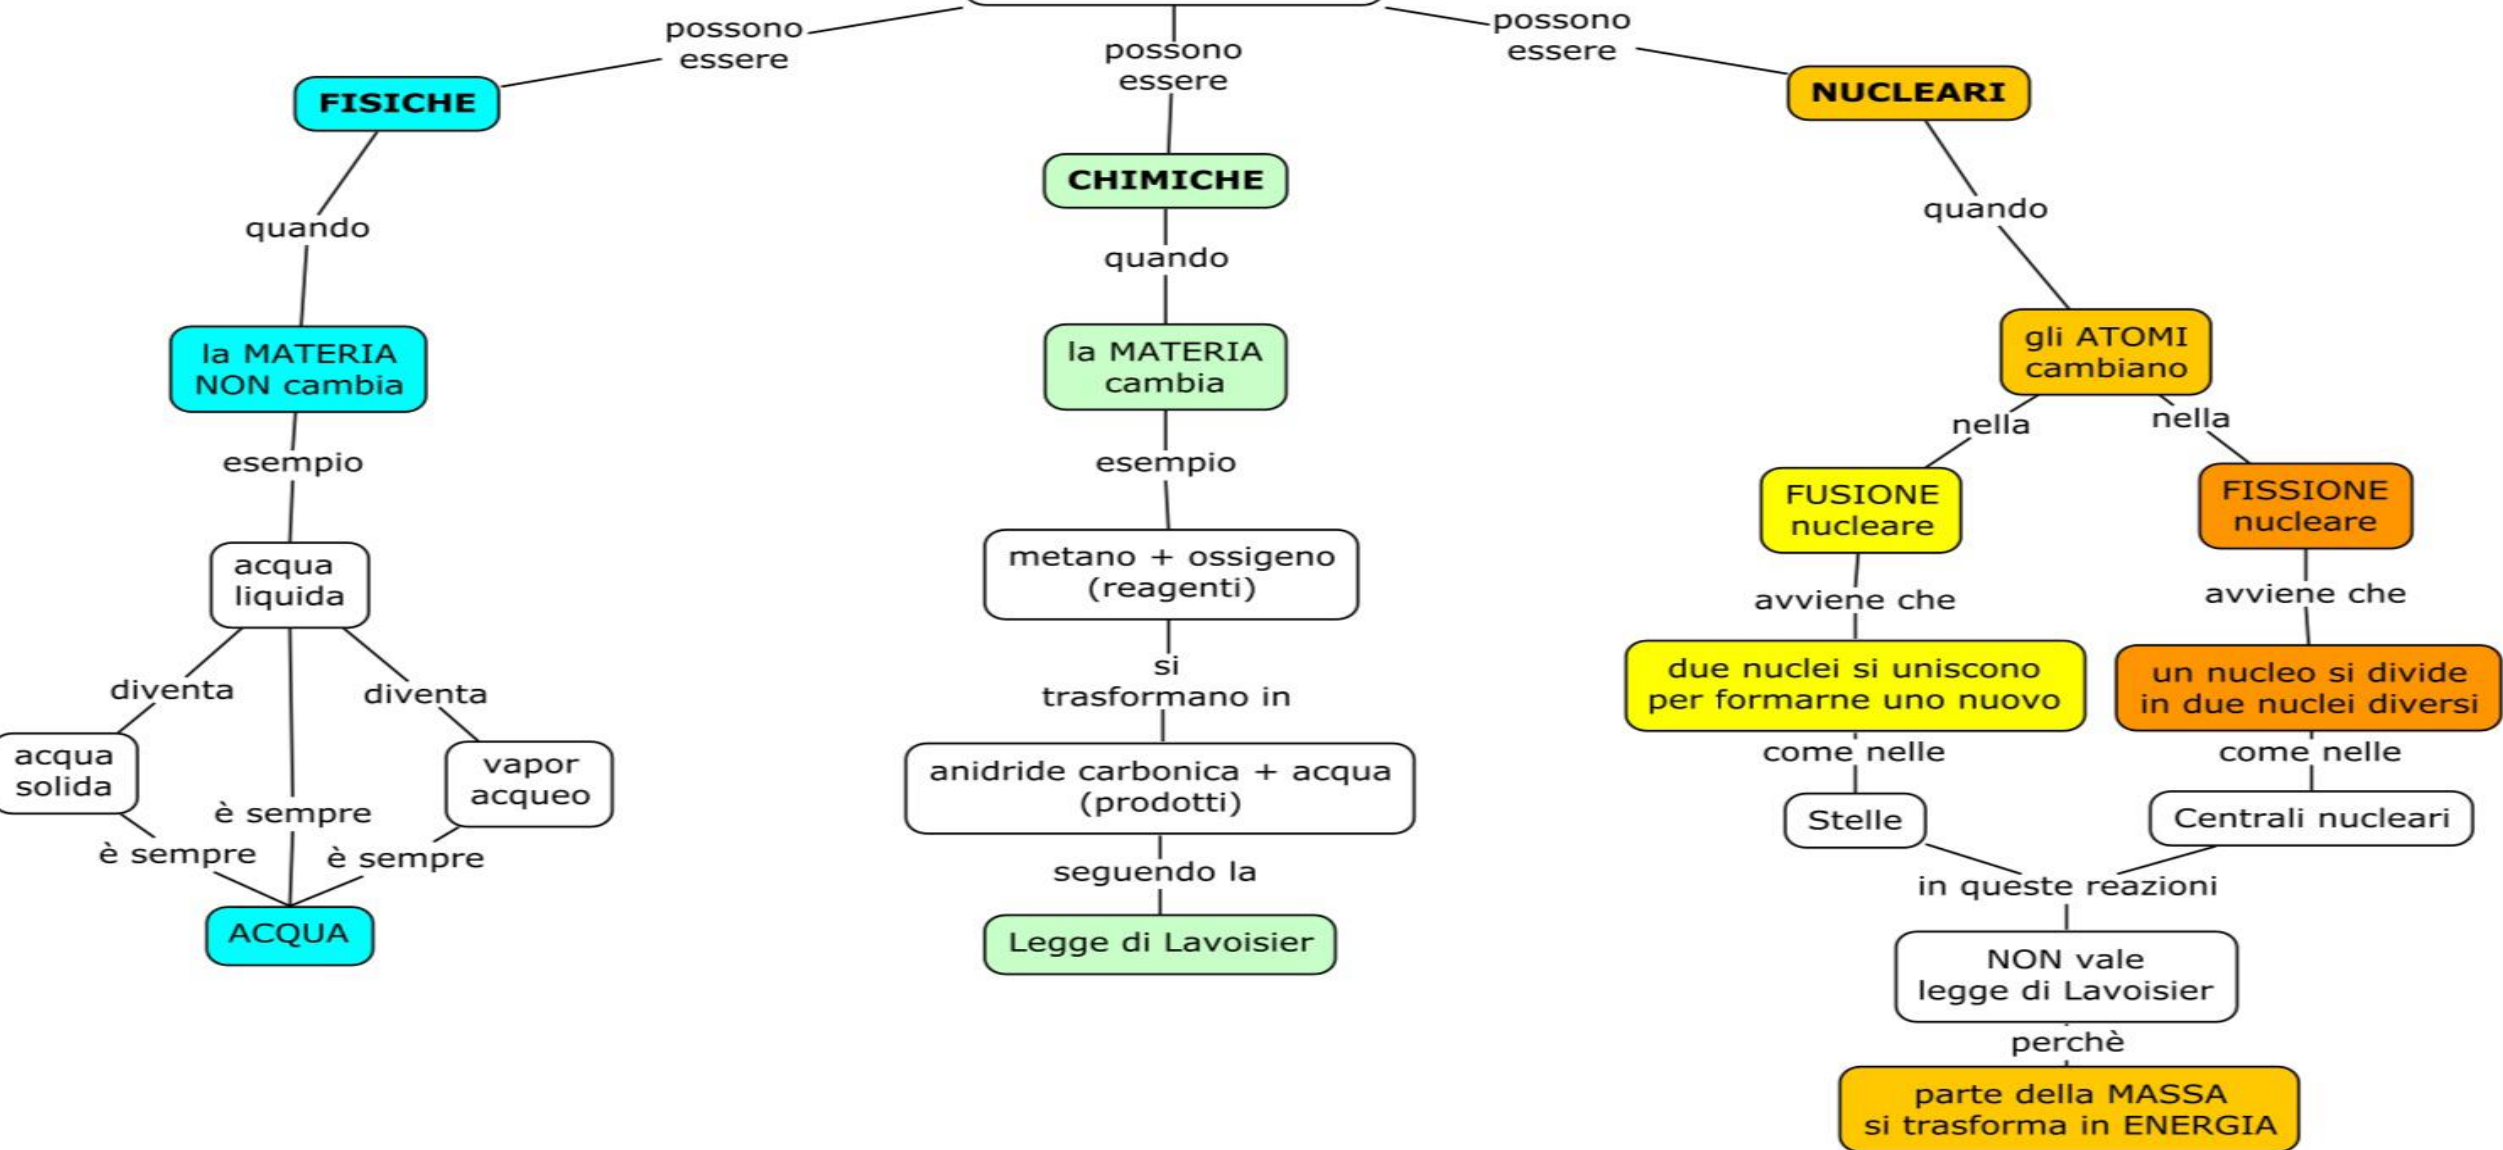 possono
essere
possono
essere
possono
essere
FISICHE
quando
la MATERIA
NON cambia
esempio
acqua
liquida
diventa
diventa
acqua
solida
vapor
acqueo
è sempre
è sempre
è sempre
ACQUA
CHIMICHE
quando
la MATERIA
cambia
esempio
metano + ossigeno
(reagenti)
si
trasformano in
anidride carbonica + acqua
(prodotti)
seguendo la
Legge di Lavoisier
NUCLEARI
quando
gli ATOMI
cambiano
nella
nella
FUSIONE
nucleare
avviene che
due nuclei si uniscono
per formarne uno nuovo
come nelle
Stelle
FISSIONE
nucleare
avviene che
un nucleo si divide
in due nuclei diversi
come nelle
Centrali nucleari
in queste reazioni
NON vale
legge di Lavoisier
perchè
parte della MASSA
si trasforma in ENERGIA